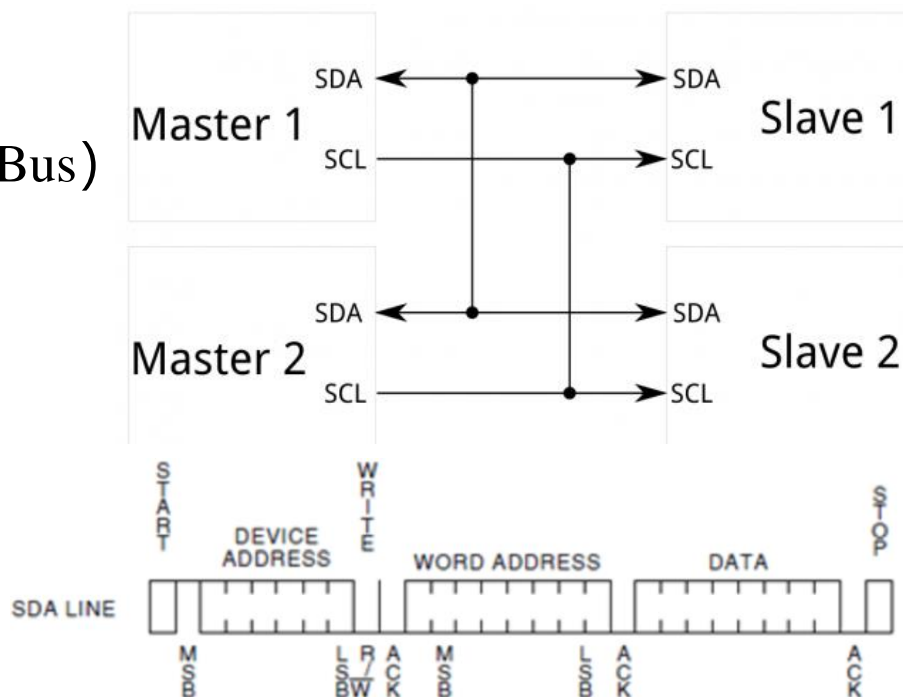 Bus)
SDA
SDA
Master 1
Slave 1
SCL
SCL
SDA
SDA
Master 2
Slave 2
SCL
SCL
START
WRITE
STOP
DEVICE
ADDRESS
WORD ADDRESS
DATA
SDA LINE
MSB
LSB
R/W
ACK
MSB
LSB
ACK
ACK